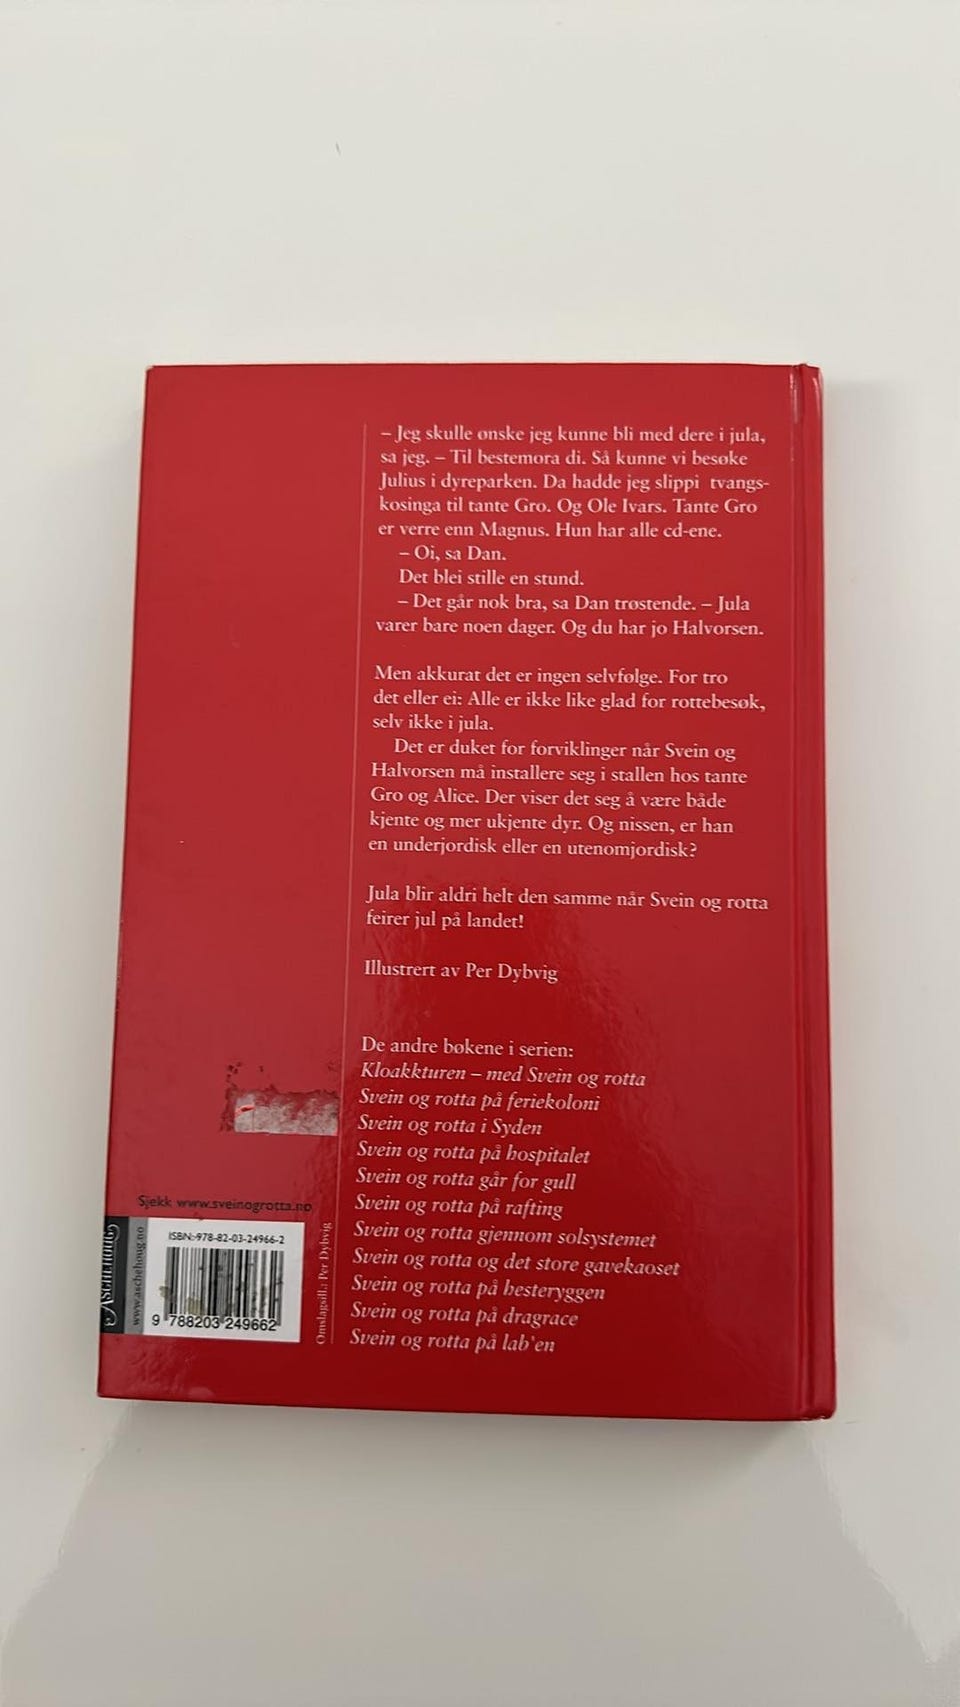 – Jeg skulle ønske jeg kunne bli med dere i jula,
sa jeg. – Til bestemora di. Så kunne vi besøke
Julius i dyreparken. Da hadde jeg slippi tvangs-
kosinga til tante Gro. Og Ole Ivars. Tante Gro
er verre enn Magnus. Hun har alle cd-ene.
– Oi, sa Dan.
Det blei stille en stund.
– Det går nok bra, sa Dan trøstende. – Jula
varer bare noen dager. Og du har jo Halvorsen.
Men akkurat det er ingen selvfølge. For tro
det eller ei: Alle er ikke like glad for rottebesøk,
selv ikke i jula.
Det er duket for forviklinger når Svein og
Halvorsen må installere seg i stallen hos tante
Gro og Alice. Der viser det seg å være både
kjente og mer ukjente dyr. Og nissen, er han
en underjordisk eller en utenomjordisk?
Jula blir aldri helt den samme når Svein og rotta
feirer jul på landet!
Illustrert av Per Dybvig
De andre bøkene i serien:
Kloakkturen – med Svein og rotta
Svein og rotta på feriekoloni
Svein og rotta i Syden
Svein og rotta på hospitalet
Svein og rotta går for gull
Svein og rotta på rafting
Svein og rotta gjennom solsystemet
Svein og rotta og det store gavekaoset
Svein og rotta på hesteryggen
Svein og rotta på dragrace
Svein og rotta på lab'en
Sjekk www.sveinogrotta.no
ISBN:-978-82-03-24966-2
9 788203 249662
ASCHEHOUG
www.aschehoug.no
Omslagsill.: Per Dybvig